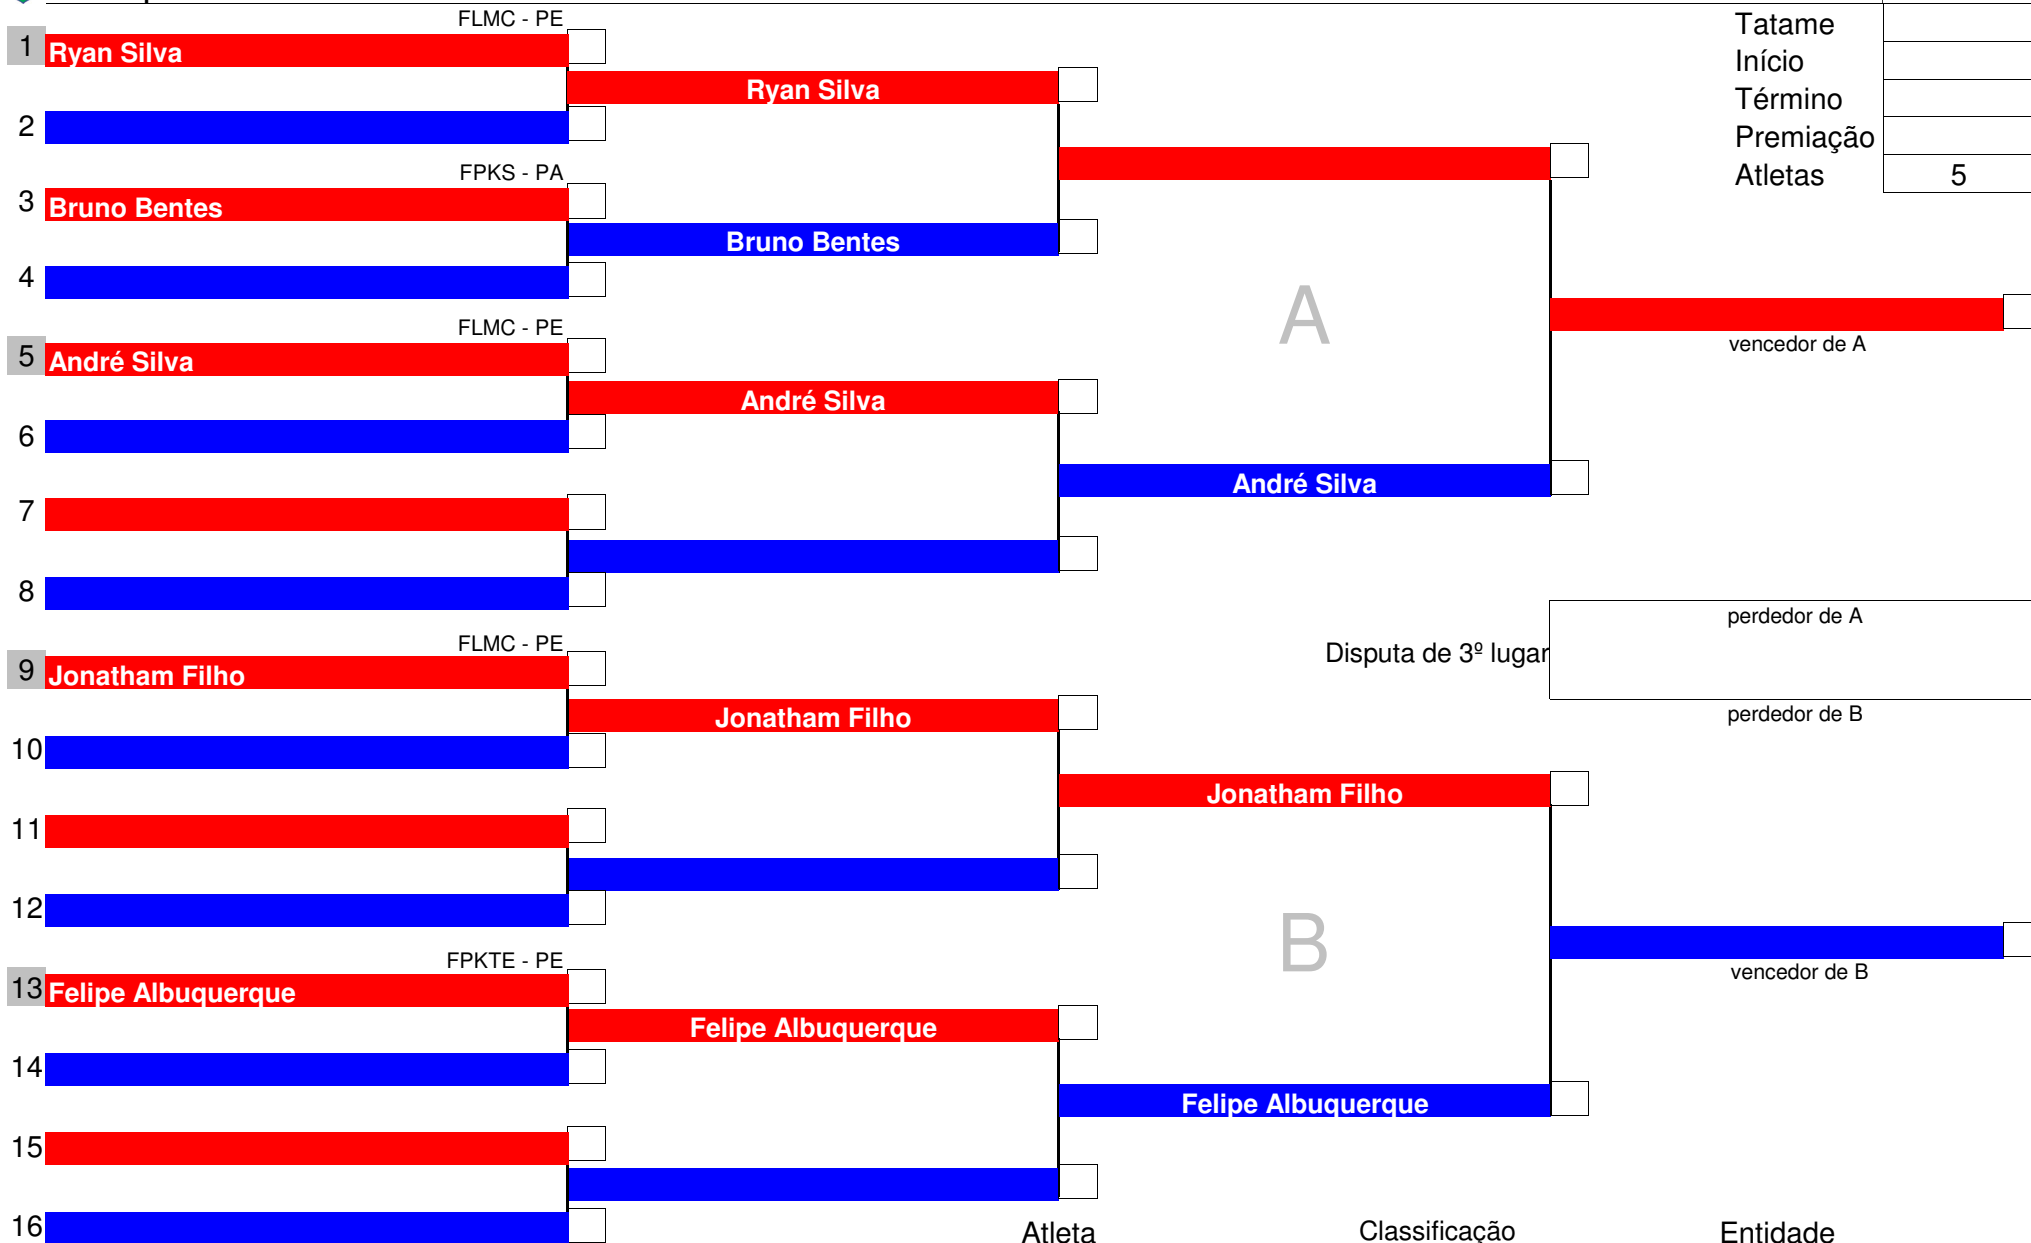 FLMC - PE
Tatame
1 Ryan Silva
Início
Ryan Silva
Término
2
Premiação
FPKS - PA
Atletas 5
3 Bruno Bentes
Bruno Bentes
4
A
FLMC - PE
vencedor de A
5 André Silva
André Silva
6
André Silva
7
8
perdedor de A
FLMC - PE
Disputa de 3º lugar
9 Jonatham Filho
perdedor de B
Jonatham Filho
10
Jonatham Filho
11
12
B
FPKTE - PE
vencedor de B
13 Felipe Albuquerque
Felipe Albuquerque
14
Felipe Albuquerque
15
16
Atleta Classificação Entidade